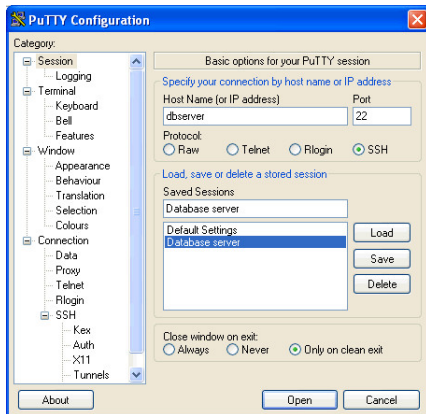 PuTTY Configuration
Category:
Session
Logging
Terminal
Keyboard
Bell
Features
Window
Appearance
Behaviour
Translation
Selection
Colours
Connection
Data
Proxy
Telnet
Rlogin
SSH
Kex
Auth
X11
Tunnels
Basic options for your PuTTY session
Specify your connection by host name or IP address
Host Name (or IP address) Port
dbserver 22
Protocol:
Raw Telnet Rlogin SSH
Load, save or delete a stored session
Saved Sessions
Database server
Default Settings
Database server
Load
Save
Delete
Close window on exit:
Always Never Only on clean exit
About Open Cancel